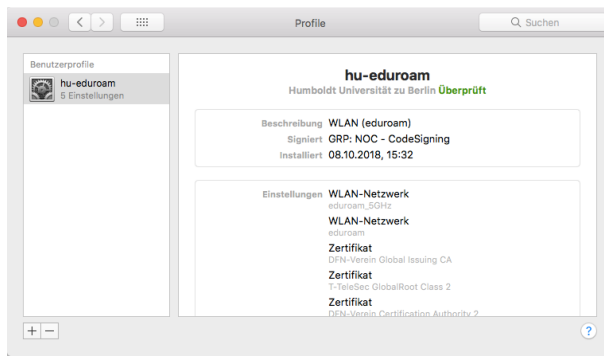 Profile
Suchen
Benutzerprofile
hu-eduroam
5 Einstellungen
hu-eduroam
Humboldt Universität zu Berlin Überprüft
Beschreibung WLAN (eduroam)
Signiert GRP: NOC - CodeSigning
Installiert 08.10.2018, 15:32
Einstellungen WLAN-Netzwerk
eduroam_5GHz
WLAN-Netzwerk
eduroam
Zertifikat
DFN-Verein Global Issuing CA
Zertifikat
T-TeleSec GlobalRoot Class 2
Zertifikat
DFN-Verein Certification Authority 2
+ − ?